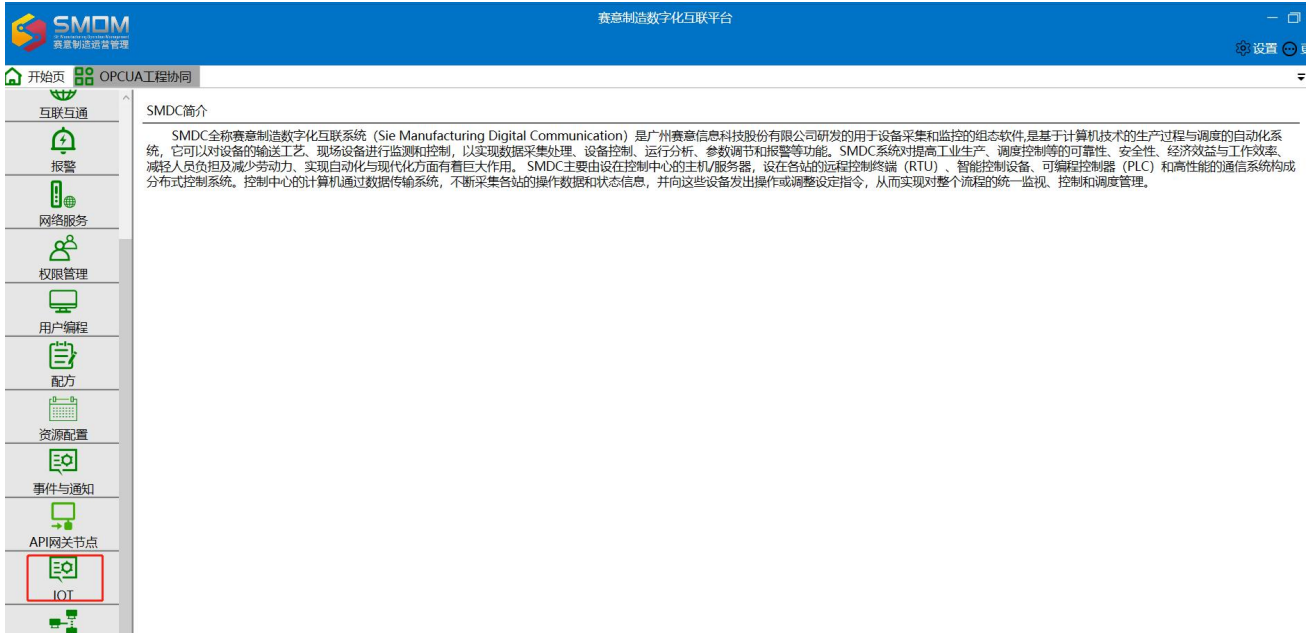 SMOM
赛意制造运营管理
赛意制造数字化互联平台
设置
开始页 OPCUA工程协同
互联互通
报警
网络服务
权限管理
用户编程
配方
资源配置
事件与通知
API网关节点
IOT
SMDC简介
SMDC全称赛意制造数字化互联系统（Sie Manufacturing Digital Communication）是广州赛意信息科技股份有限公司研发的用于设备采集和监控的组态软件,是基于计算机技术的生产过程与调度的自动化系
统，它可以对设备的输送工艺、现场设备进行监测和控制，以实现数据采集处理、设备控制、运行分析、参数调节和报警等功能。SMDC系统对提高工业生产、调度控制等的可靠性、安全性、经济效益与工作效率、
减轻人员负担及减少劳动力、实现自动化与现代化方面有着巨大作用。 SMDC主要由设在控制中心的主机/服务器，设在各站的远程控制终端（RTU）、智能控制设备、可编程控制器（PLC）和高性能的通信系统构成
分布式控制系统。控制中心的计算机通过数据传输系统，不断采集各站的操作数据和状态信息，并向这些设备发出操作或调整设定指令，从而实现对整个流程的统一监视、控制和调度管理。